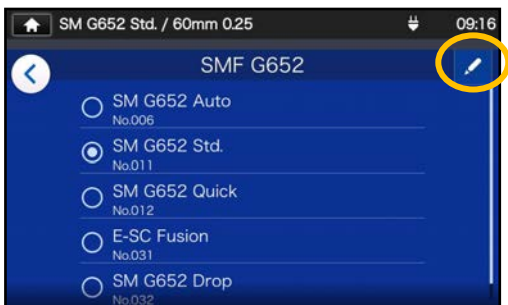 SM G652 Std. / 60mm 0.25 09:16
SMF G652
SM G652 Auto
No.006
SM G652 Std.
No.011
SM G652 Quick
No.012
E-SC Fusion
No.031
SM G652 Drop
No.032